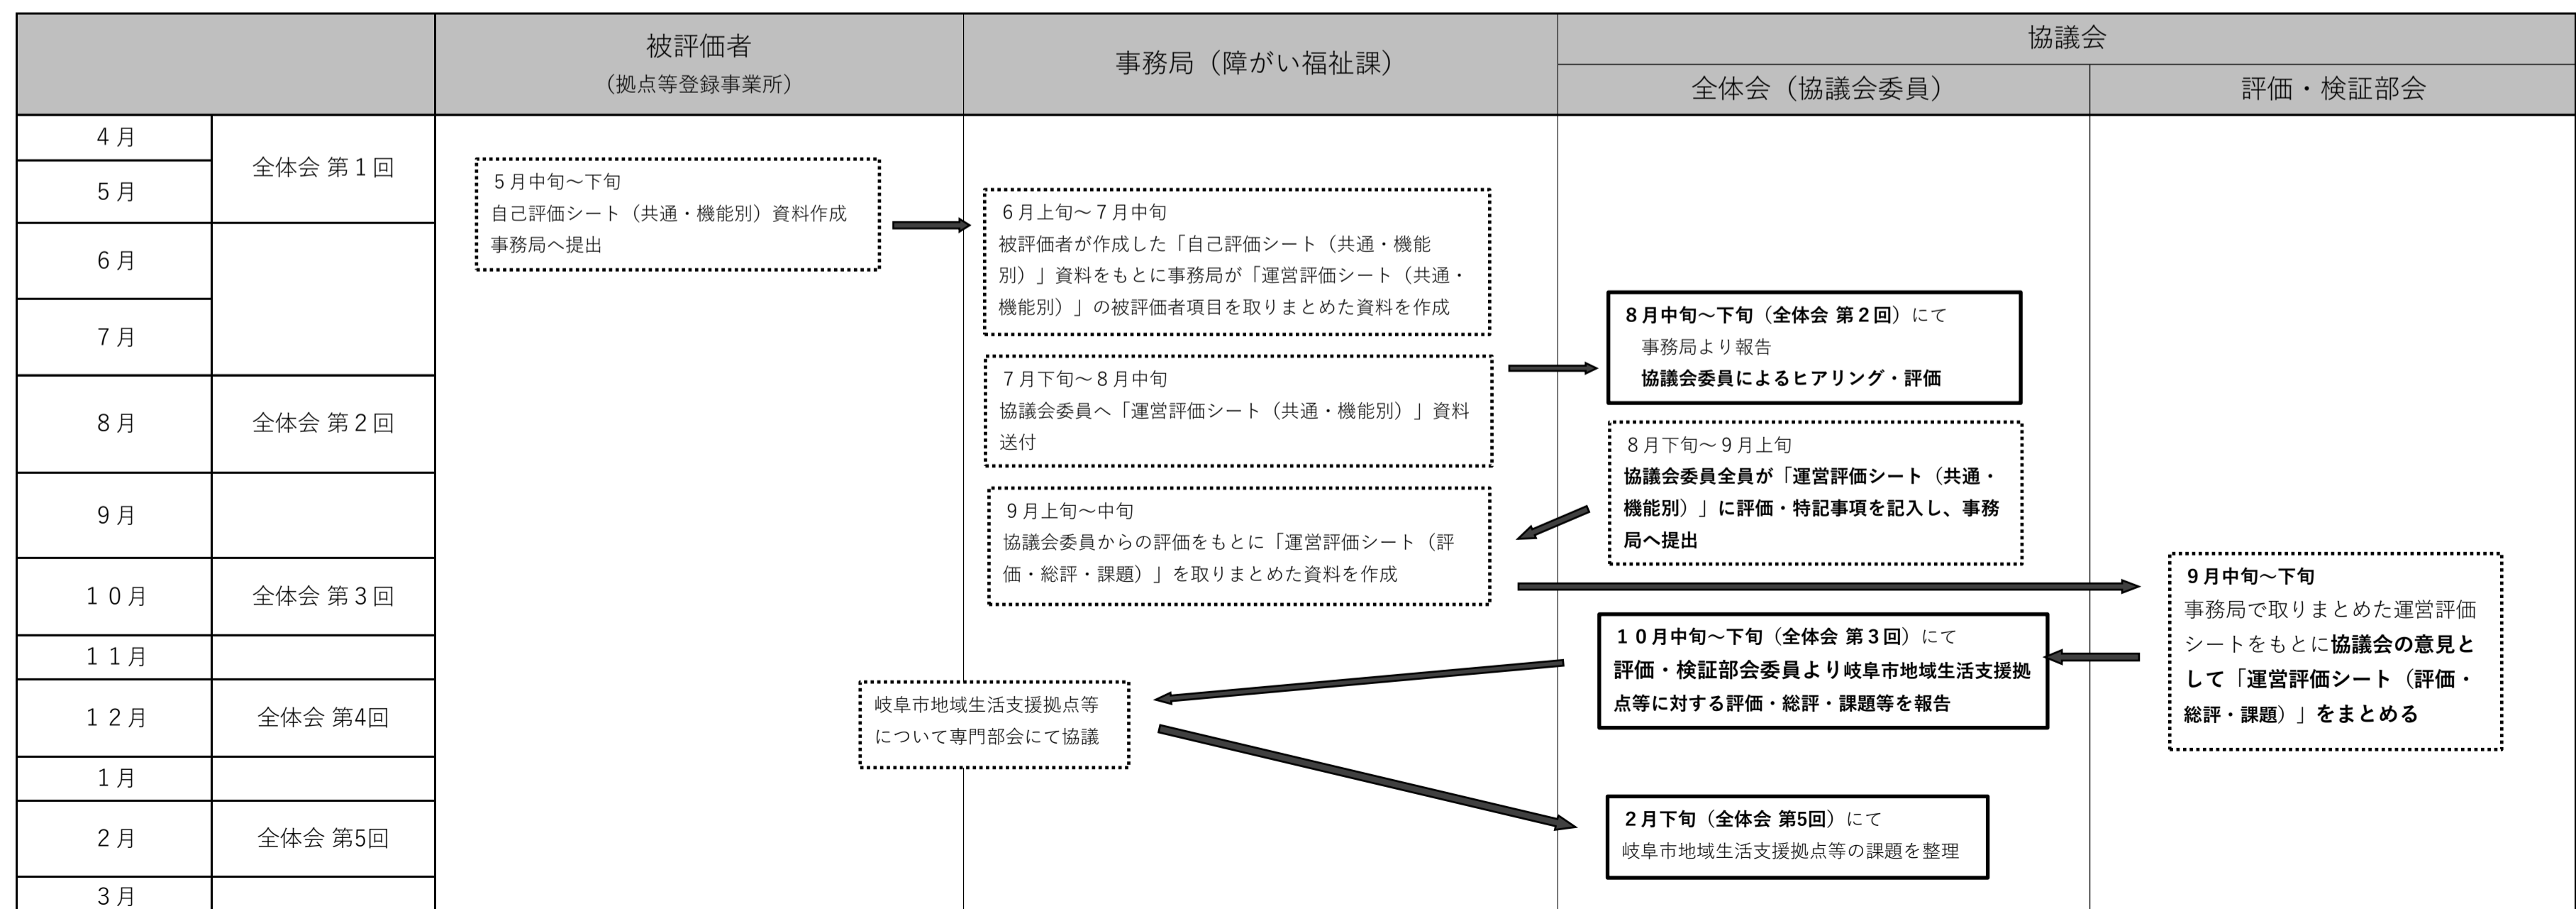 被評価者
（拠点等登録事業所）
事務局（障がい福祉課）
協議会
全体会（協議会委員）
評価・検証部会
４月
全体会 第１回
５月
６月
７月
８月
全体会 第２回
９月
１０月
全体会 第３回
１１月
１２月
全体会 第4回
１月
２月
全体会 第5回
３月
５月中旬～下旬
自己評価シート（共通・機能別）資料作成
事務局へ提出
６月上旬～７月中旬
被評価者が作成した「自己評価シート（共通・機能
別）」資料をもとに事務局が「運営評価シート（共通・
機能別）」の被評価者項目を取りまとめた資料を作成
７月下旬～８月中旬
協議会委員へ「運営評価シート（共通・機能別）」資料
送付
８月中旬～下旬（全体会 第２回）にて
事務局より報告
協議会委員によるヒアリング・評価
８月下旬～９月上旬
協議会委員全員が「運営評価シート（共通・
機能別）」に評価・特記事項を記入し、事務
局へ提出
９月上旬～中旬
協議会委員からの評価をもとに「運営評価シート（評
価・総評・課題）」を取りまとめた資料を作成
９月中旬～下旬
事務局で取りまとめた運営評価
シートをもとに協議会の意見と
して「運営評価シート（評価・
総評・課題）」をまとめる
１０月中旬～下旬（全体会 第３回）にて
評価・検証部会委員より岐阜市地域生活支援拠
点等に対する評価・総評・課題等を報告
岐阜市地域生活支援拠点等
について専門部会にて協議
２月下旬（全体会 第5回）にて
岐阜市地域生活支援拠点等の課題を整理